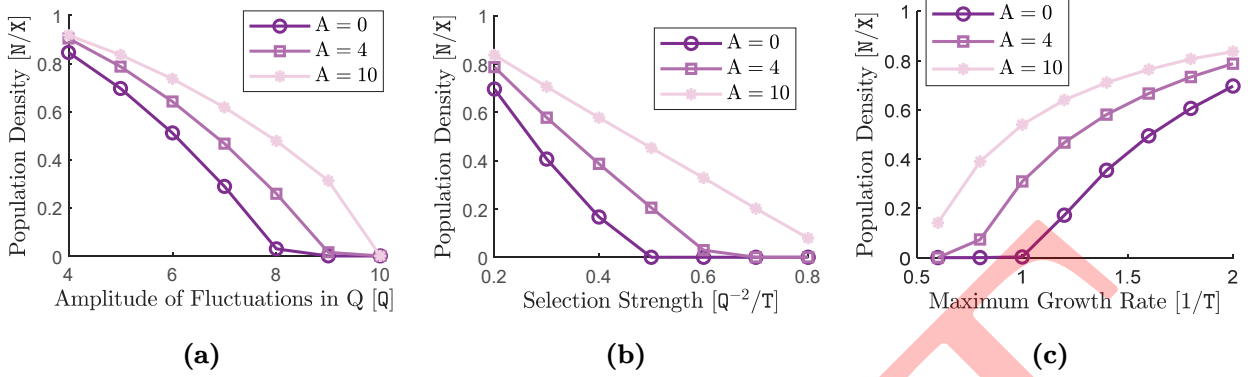 1
0.8
0.6
0.4
0.2
0
4
6
8
10
Population Density [N/X]
Amplitude of Fluctuations in Q [Q]
A = 0
A = 4
A = 10
(a)
1
0.8
0.6
0.4
0.2
0
0.2
0.4
0.6
0.8
Population Density [N/X]
Selection Strength [Q⁻²/T]
A = 0
A = 4
A = 10
(b)
1
0.8
0.6
0.4
0.2
0
0.5
1
1.5
2
Population Density [N/X]
Maximum Growth Rate [1/T]
A = 0
A = 4
A = 10
(c)